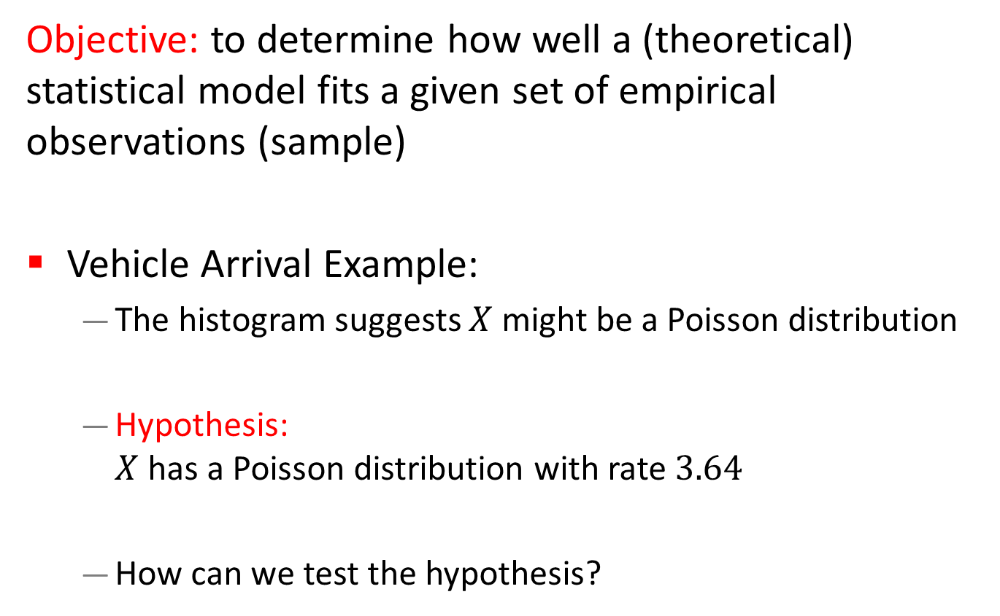 Objective: to determine how well a (theoretical)
statistical model fits a given set of empirical
observations (sample)
▪ Vehicle Arrival Example:
— The histogram suggests X might be a Poisson distribution
— Hypothesis:
X has a Poisson distribution with rate 3.64
— How can we test the hypothesis?